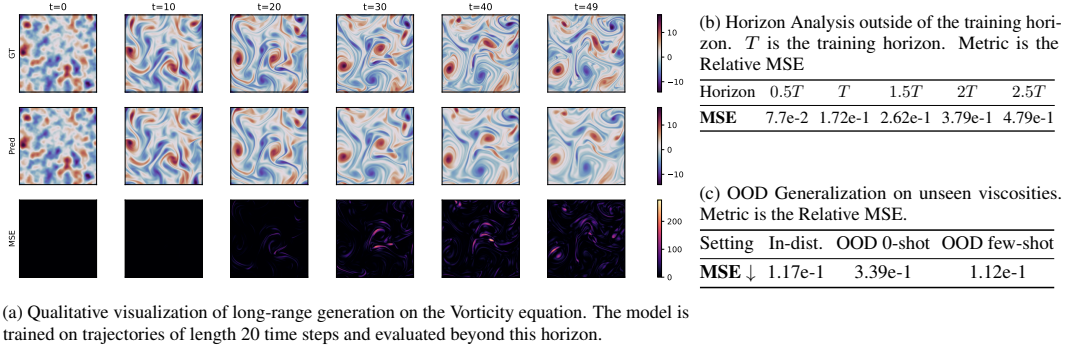 t=0 t=10 t=20 t=30 t=40 t=49
GT
10
0
−10
Pred
10
0
−10
MSE
200
100
0
(a) Qualitative visualization of long-range generation on the Vorticity equation. The model is
trained on trajectories of length 20 time steps and evaluated beyond this horizon.
(b) Horizon Analysis outside of the training hori-
zon. T is the training horizon. Metric is the
Relative MSE
Horizon 0.5T T 1.5T 2T 2.5T
MSE 7.7e-2 1.72e-1 2.62e-1 3.79e-1 4.79e-1
(c) OOD Generalization on unseen viscosities.
Metric is the Relative MSE.
Setting In-dist. OOD 0-shot OOD few-shot
MSE ↓ 1.17e-1 3.39e-1 1.12e-1